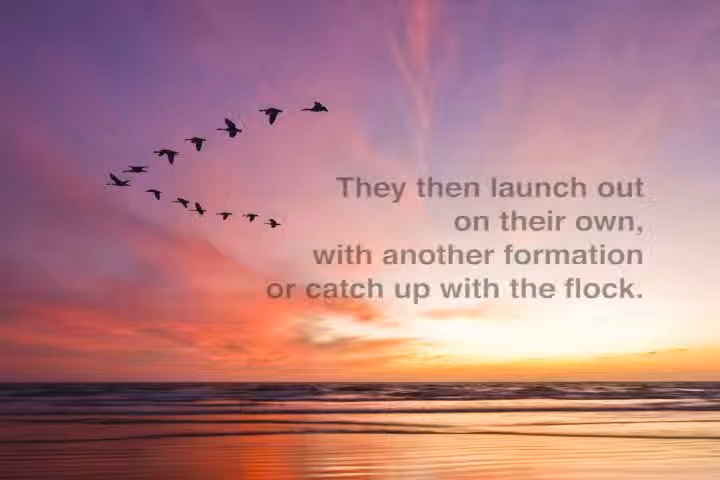 They then launch out
on their own,
with another formation
or catch up with the flock.